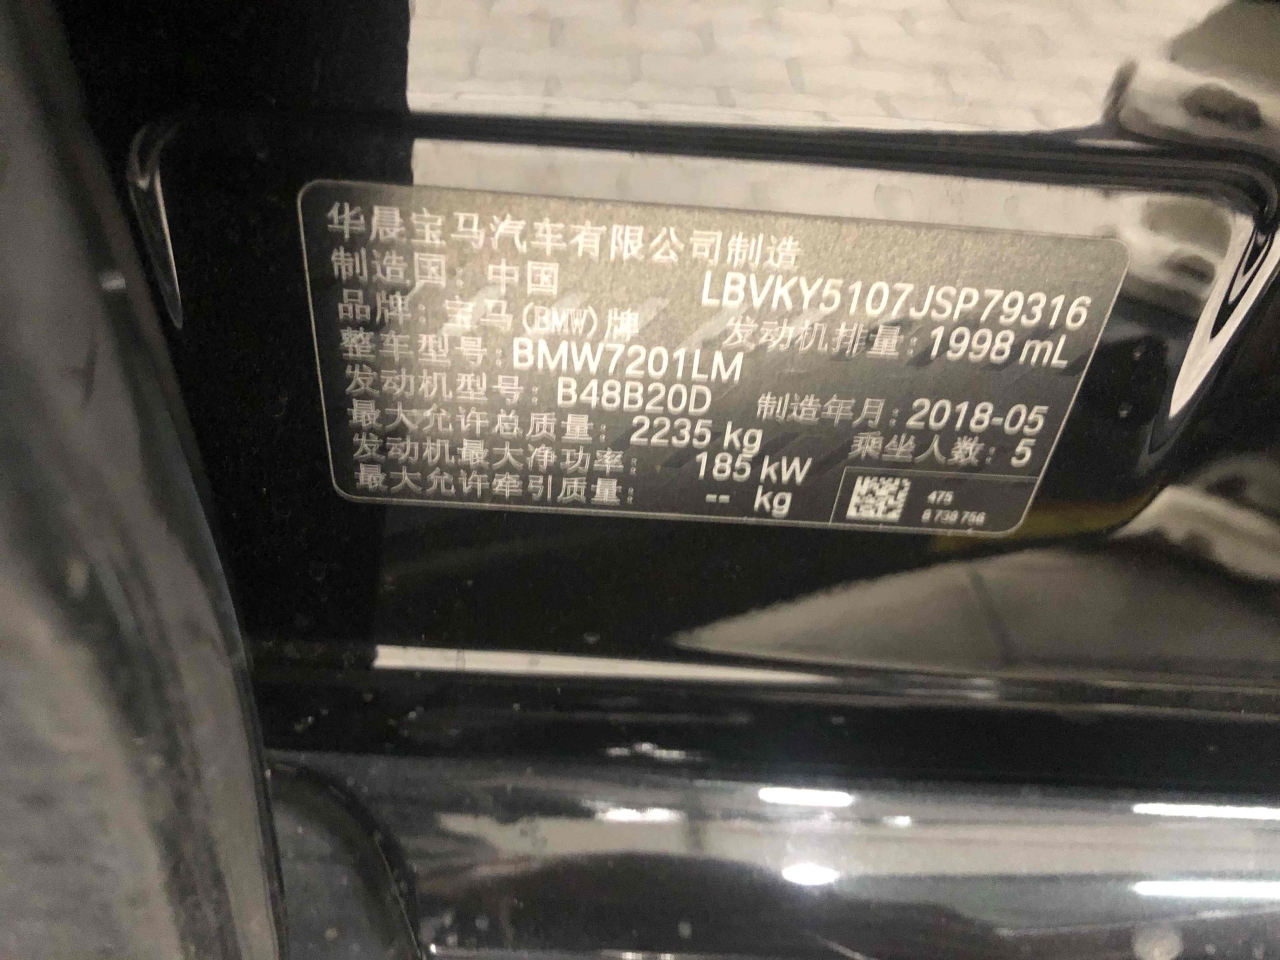 华晨宝马汽车有限公司制造
制造国: 中国 LBVKY5107JSP79316
品牌: 宝马(BMW)牌 发动机排量: 1998 mL
整车型号: BMW7201LM
发动机型号: B48B20D 制造年月: 2018-05
最大允许总质量: 2235 kg 乘坐人数: 5
发动机最大净功率: 185 kW
最大允许牵引质量: -- kg
475
8 738 756